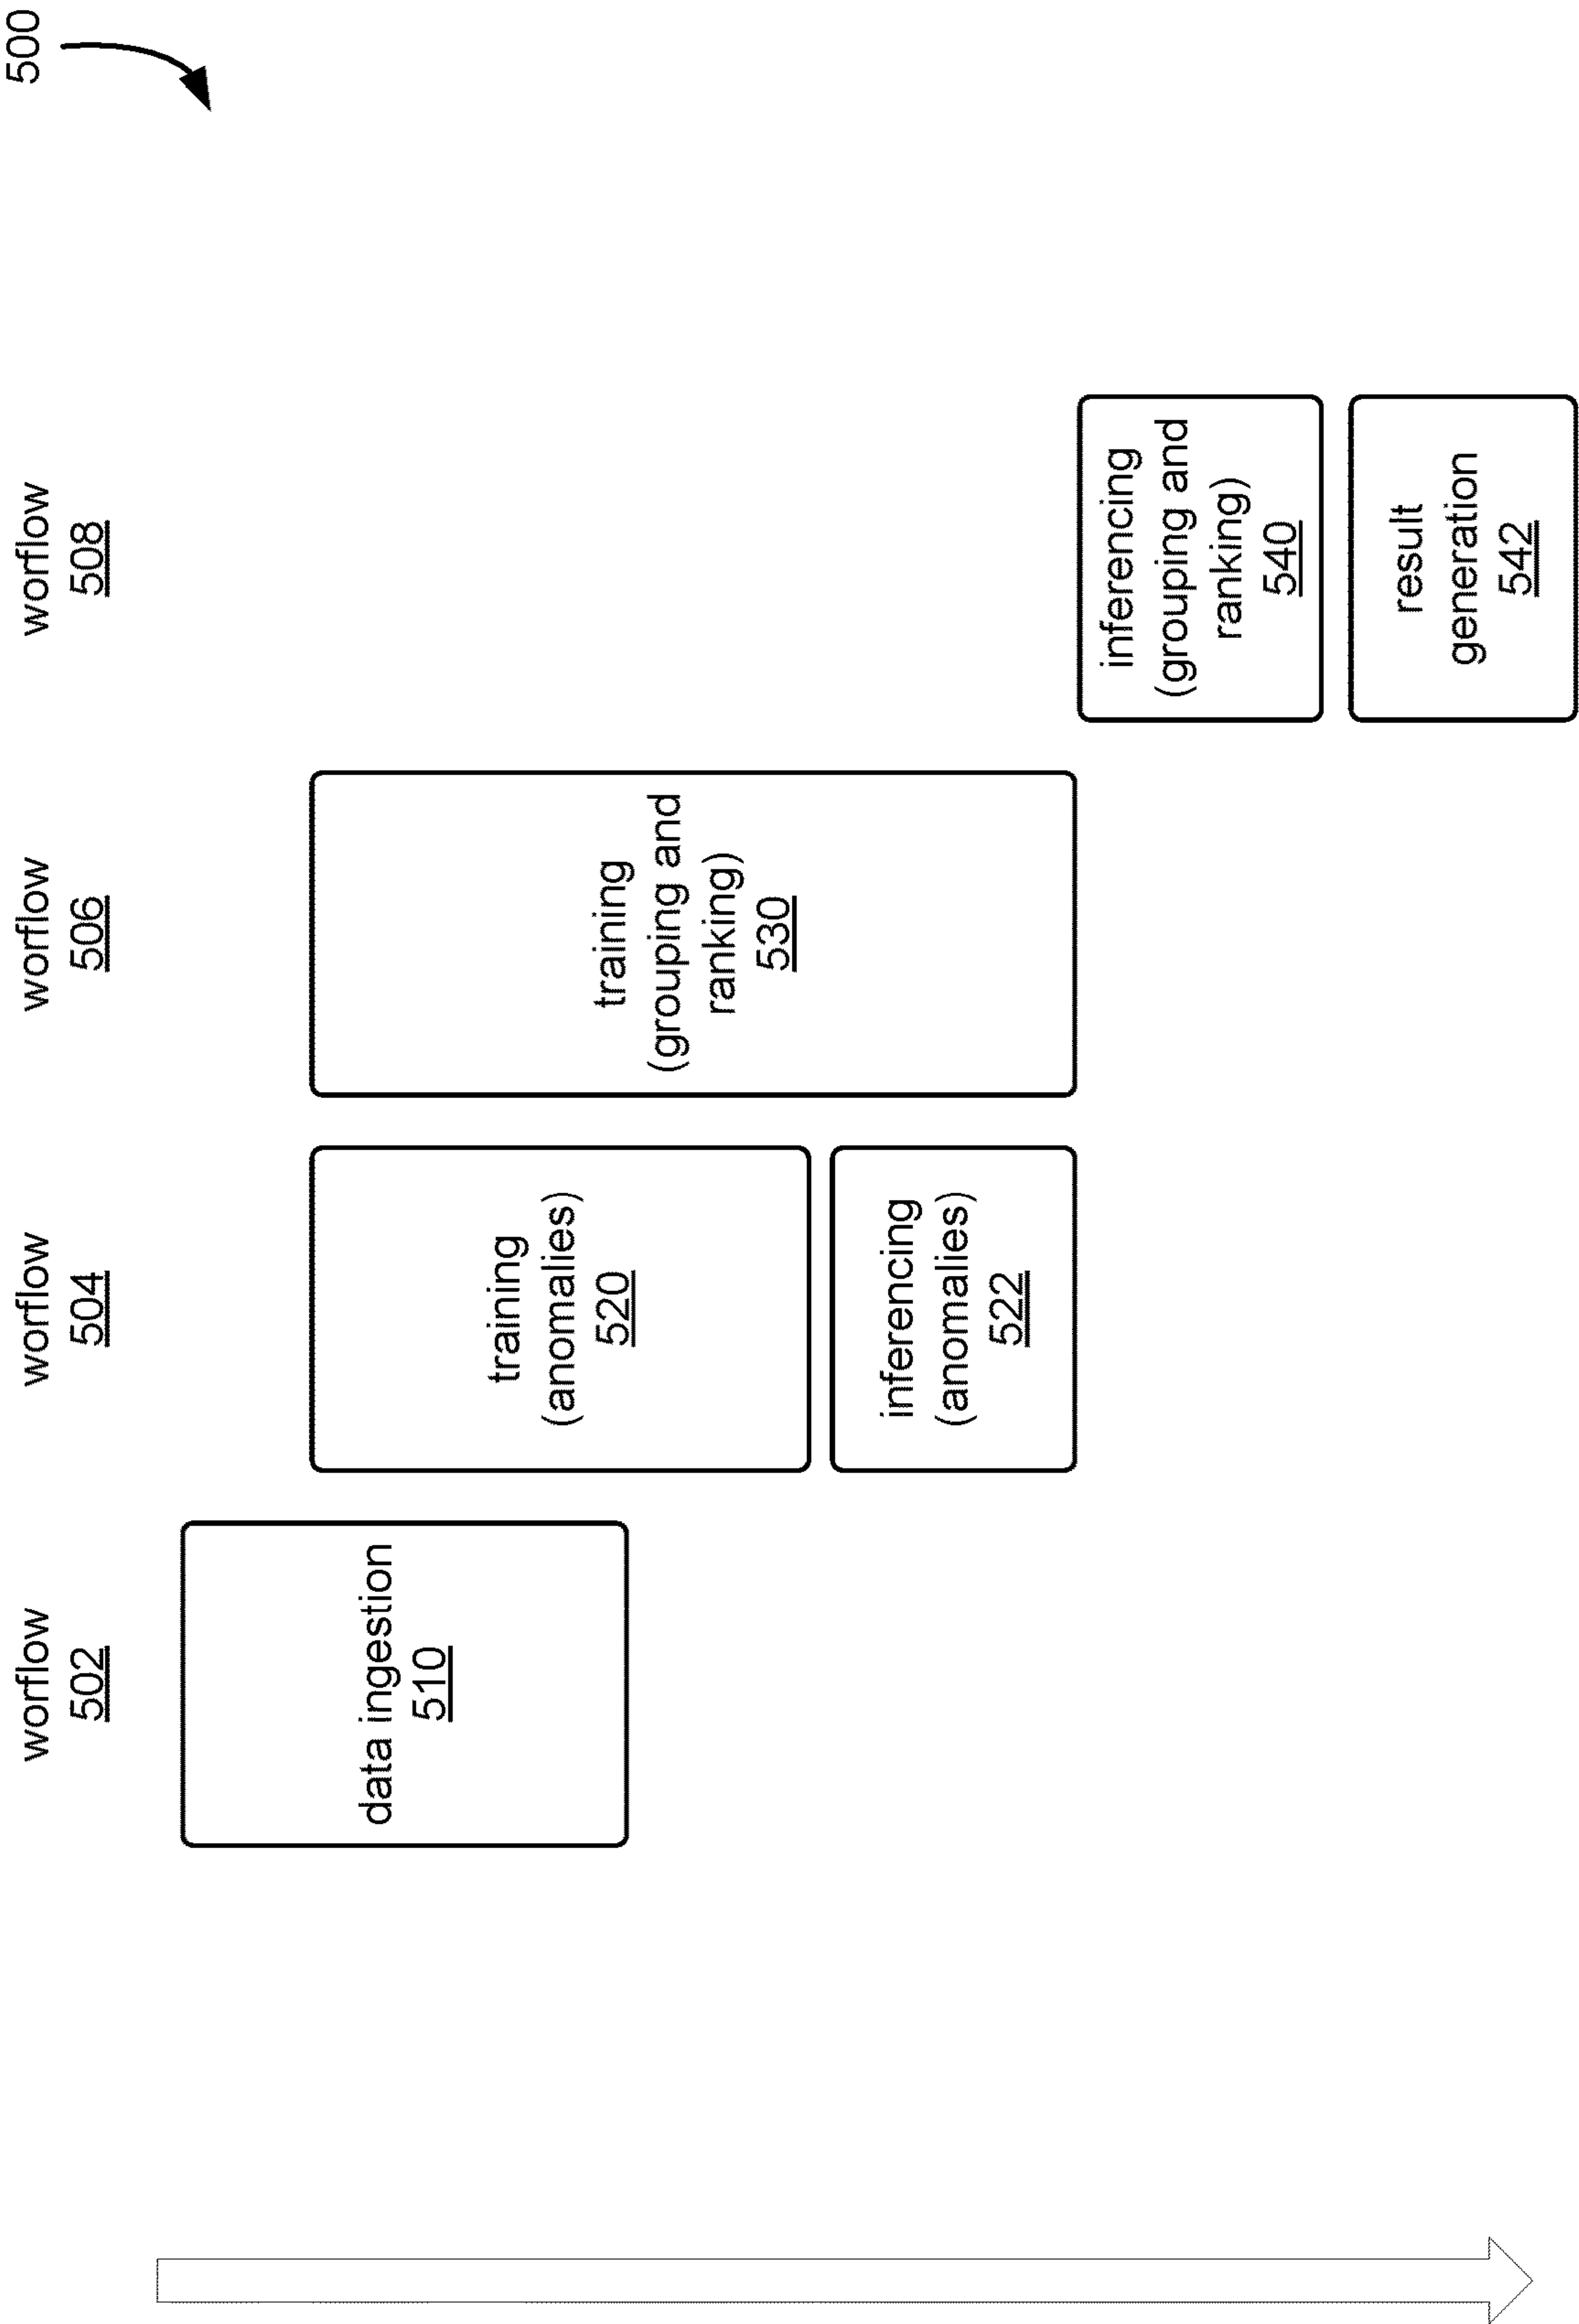 500
worflow
502
worflow
504
worflow
506
worflow
508
data ingestion
510
training
(anomalies)
520
inferencing
(anomalies)
522
training
(grouping and
ranking)
530
inferencing
(grouping and
ranking)
540
result
generation
542